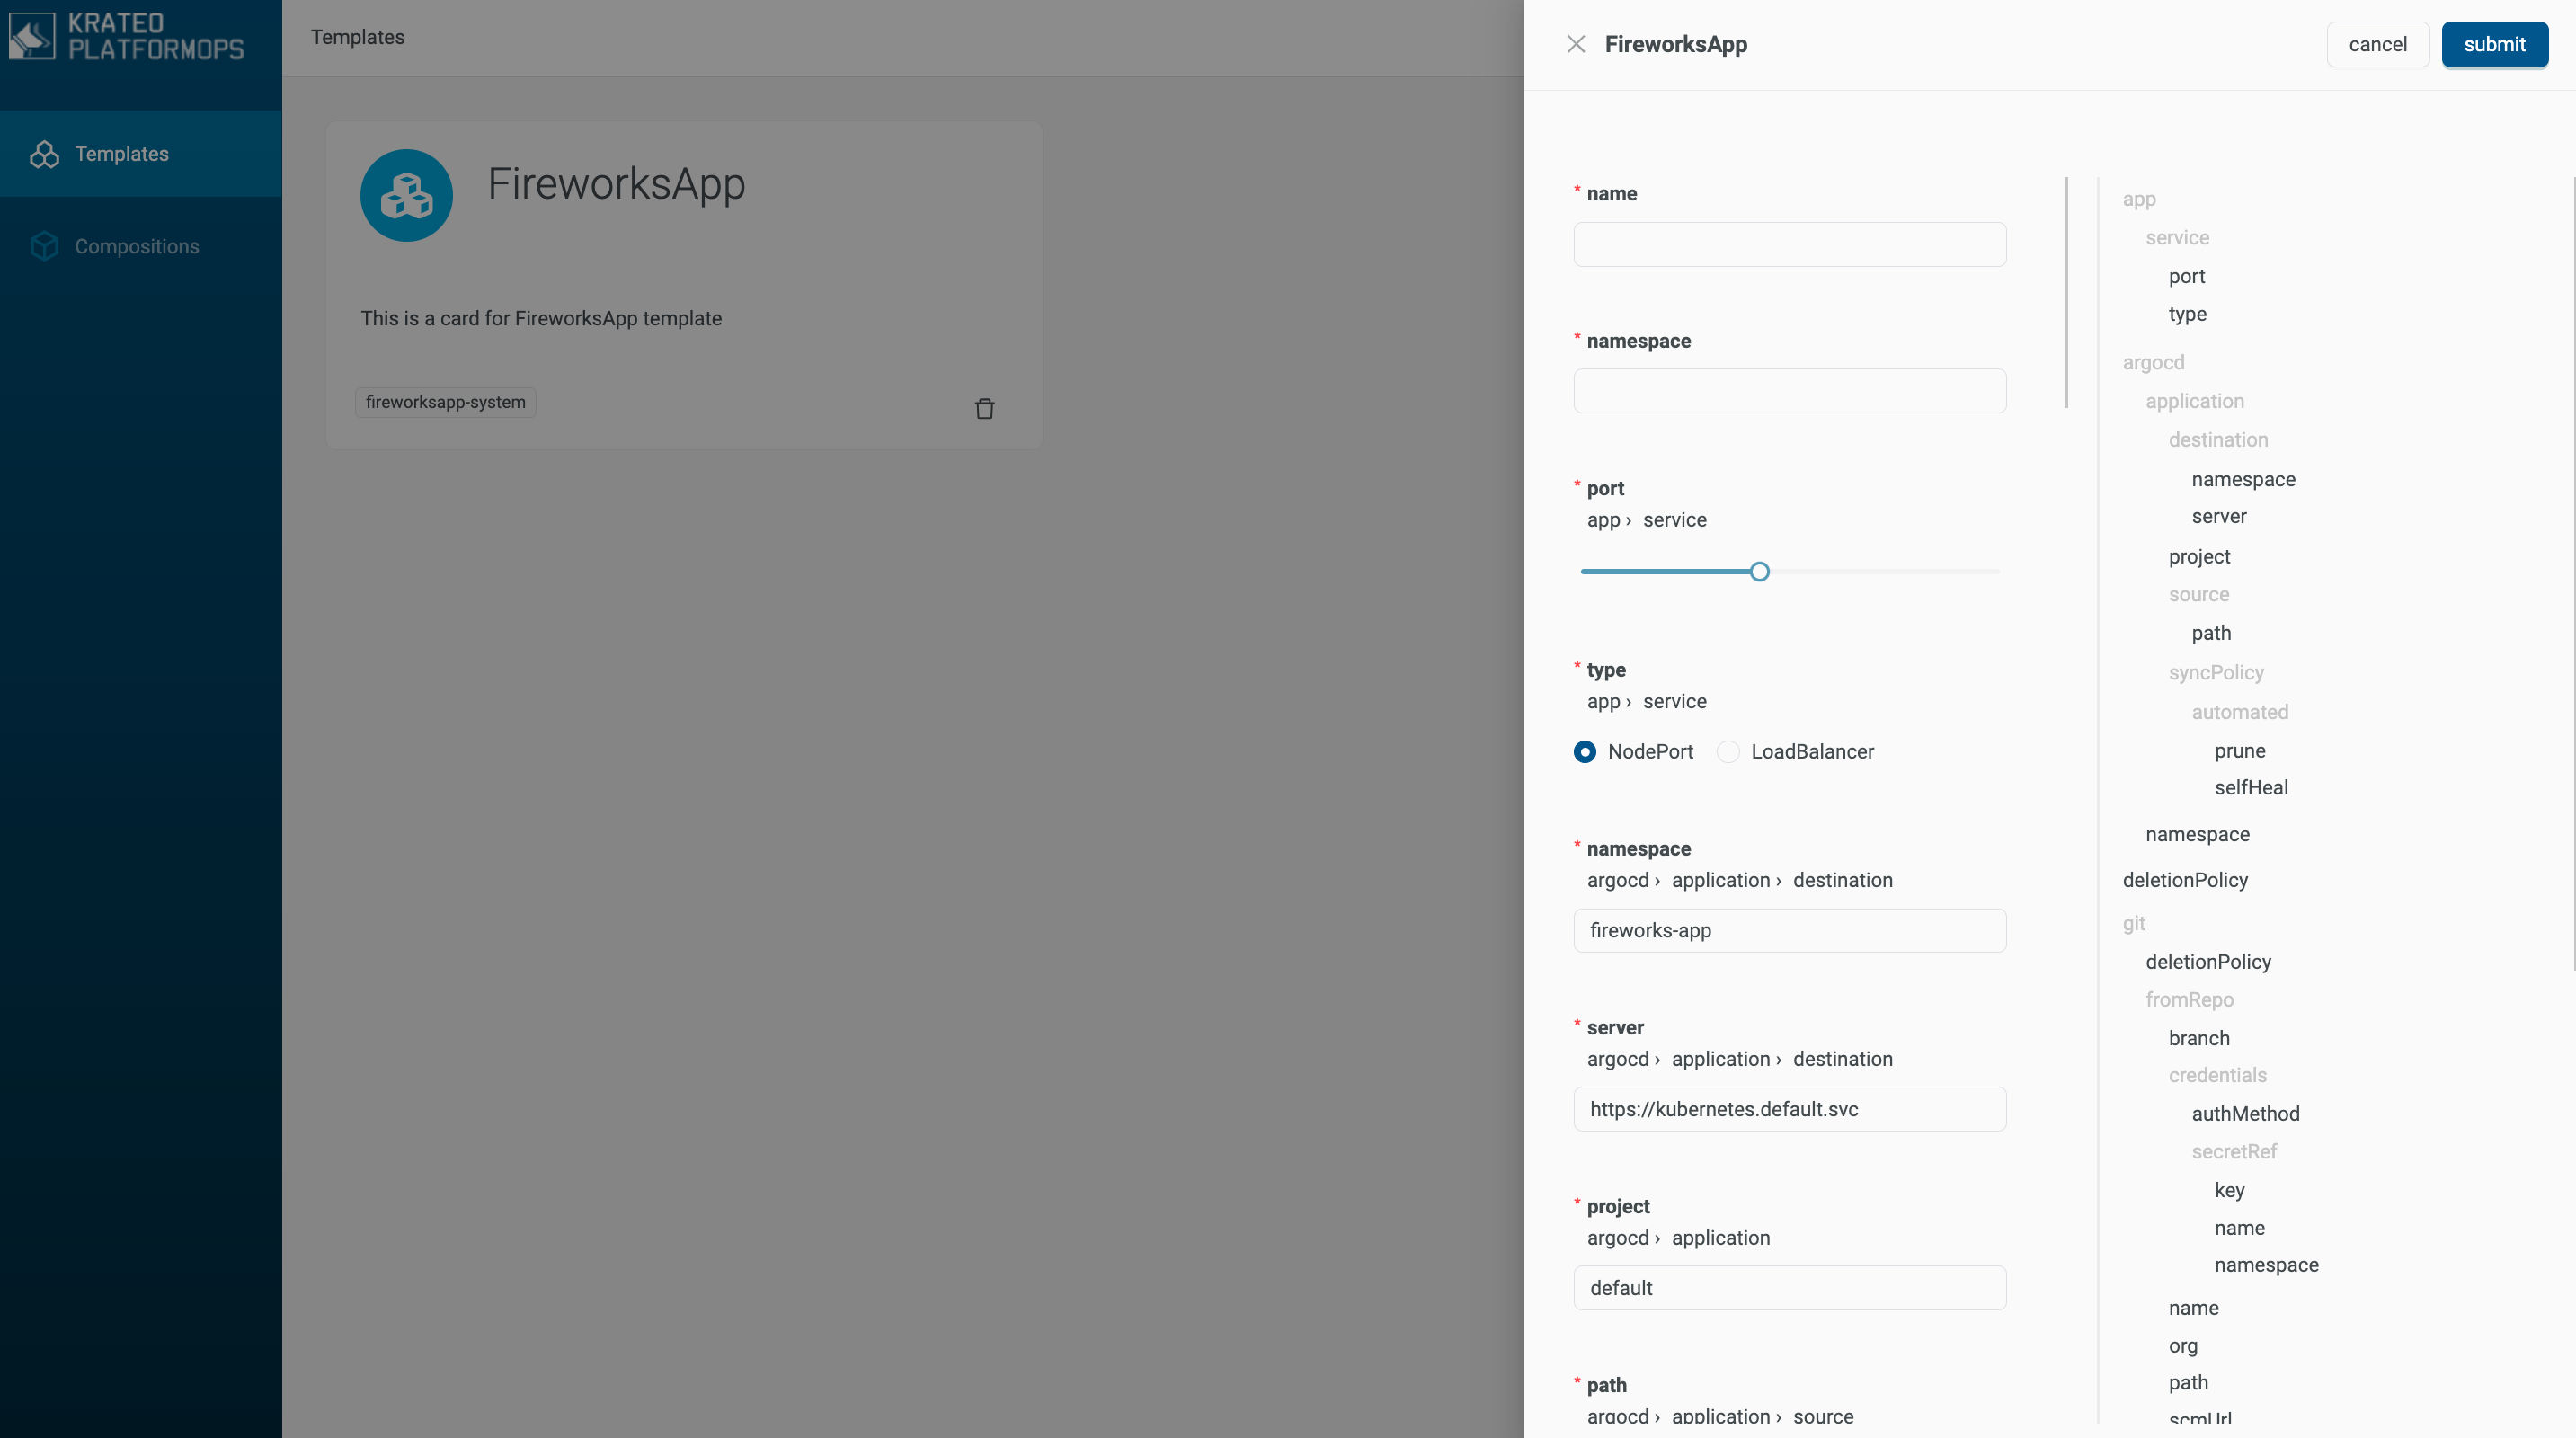 KRATEO
PLATFORMOPS
Templates
Compositions
Templates
FireworksApp
This is a card for FireworksApp template
fireworksapp-system
FireworksApp
cancel
submit
* name
* namespace
* port
app › service
* type
app › service
NodePort
LoadBalancer
* namespace
argocd › application › destination
fireworks-app
* server
argocd › application › destination
https://kubernetes.default.svc
* project
argocd › application
default
* path
argocd › application › source
app
service
port
type
argocd
application
destination
namespace
server
project
source
path
syncPolicy
automated
prune
selfHeal
namespace
deletionPolicy
git
deletionPolicy
fromRepo
branch
credentials
authMethod
secretRef
key
name
namespace
name
org
path
scmUrl